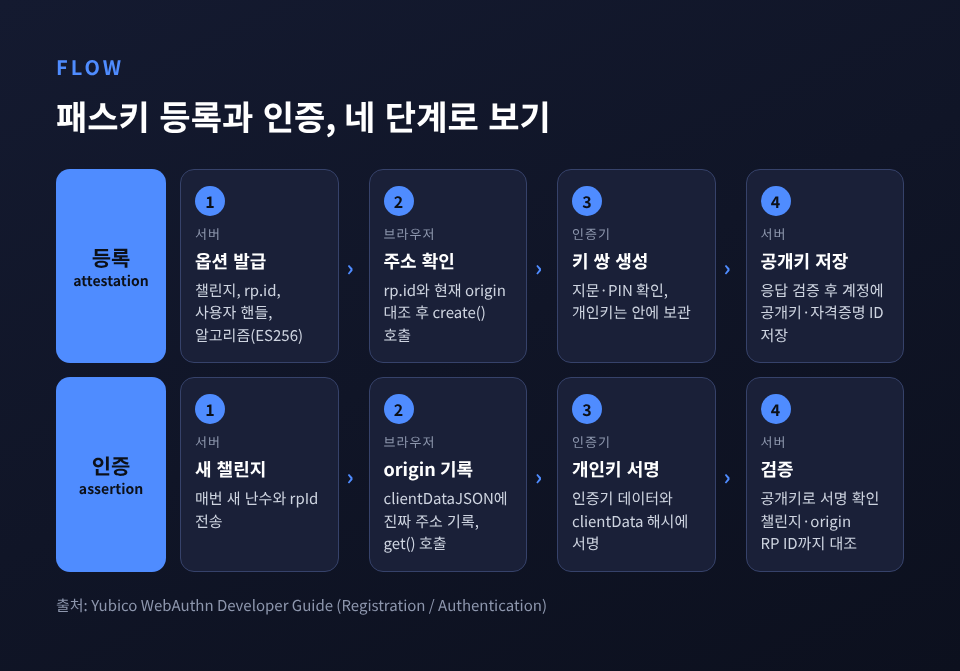 FLOW
패스키 등록과 인증, 네 단계로 보기
등록
attestation
1
서버
옵션 발급
챌린지, rp.id,
사용자 핸들,
알고리즘(ES256)
›
2
브라우저
주소 확인
rp.id와 현재 origin
대조 후 create()
호출
›
3
인증기
키 쌍 생성
지문·PIN 확인,
개인키는 안에 보관
›
4
서버
공개키 저장
응답 검증 후 계정에
공개키·자격증명 ID
저장
인증
assertion
1
서버
새 챌린지
매번 새 난수와 rpId
전송
›
2
브라우저
origin 기록
clientDataJSON에
진짜 주소 기록,
get() 호출
›
3
인증기
개인키 서명
인증기 데이터와
clientData 해시에
서명
›
4
서버
검증
공개키로 서명 확인
챌린지·origin
RP ID까지 대조
출처: Yubico WebAuthn Developer Guide (Registration / Authentication)